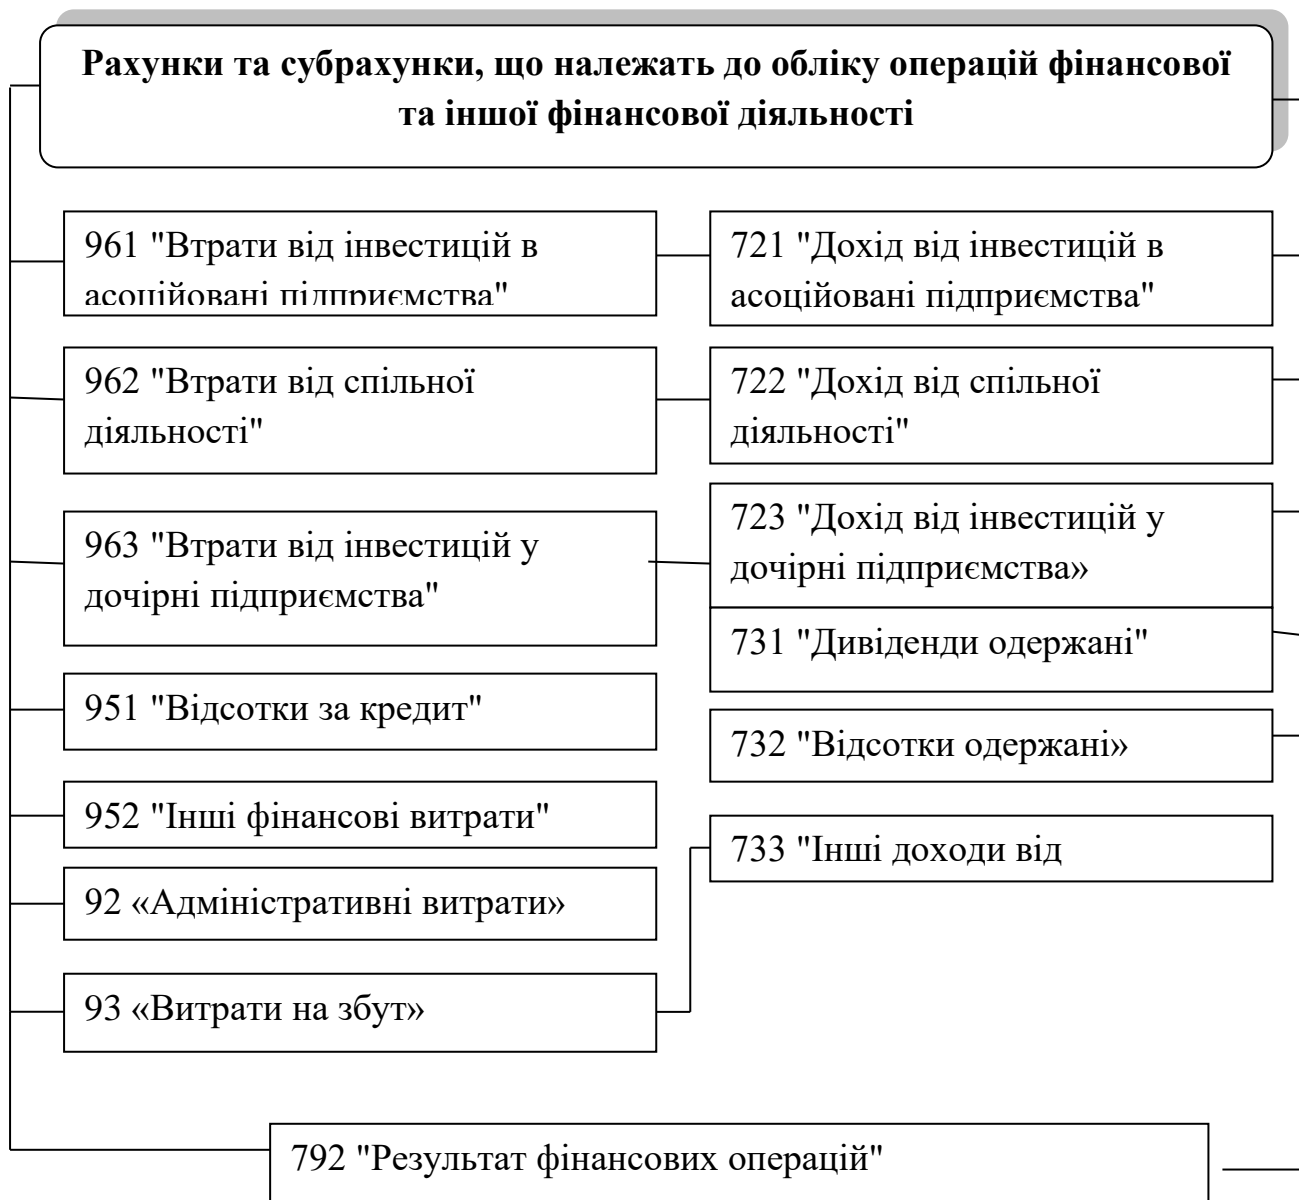 Рахунки та субрахунки, що належать до обліку операцій фінансової
та іншої фінансової діяльності
961 "Втрати від інвестицій в
асоційовані підприємства"
721 "Дохід від інвестицій в
асоційовані підприємства"
962 "Втрати від спільної
діяльності"
722 "Дохід від спільної
діяльності"
963 "Втрати від інвестицій у
дочірні підприємства"
723 "Дохід від інвестицій у
дочірні підприємства»
731 "Дивіденди одержані"
951 "Відсотки за кредит"
732 "Відсотки одержані»
952 "Інші фінансові витрати"
733 "Інші доходи від
92 «Адміністративні витрати»
93 «Витрати на збут»
792 "Результат фінансових операцій"